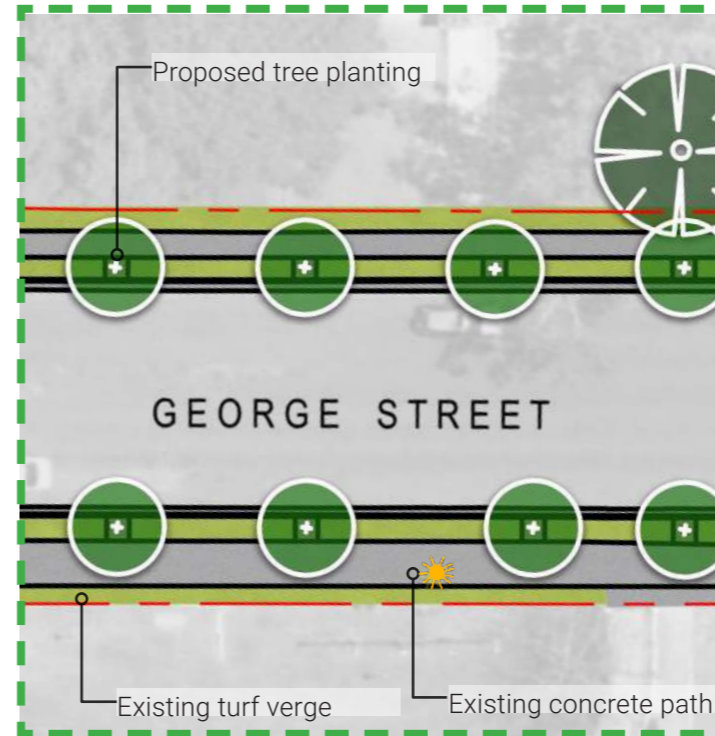 Proposed tree planting
GEORGE STREET
Existing turf verge
Existing concrete path